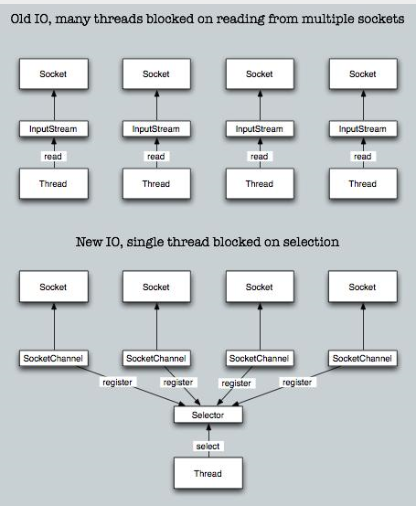 Old IO, many threads blocked on reading from multiple sockets
Socket Socket Socket Socket
InputStream InputStream InputStream InputStream
read read read read
Thread Thread Thread Thread
New IO, single thread blocked on selection
Socket Socket Socket Socket
SocketChannel SocketChannel SocketChannel SocketChannel
register register register register
Selector
select
Thread